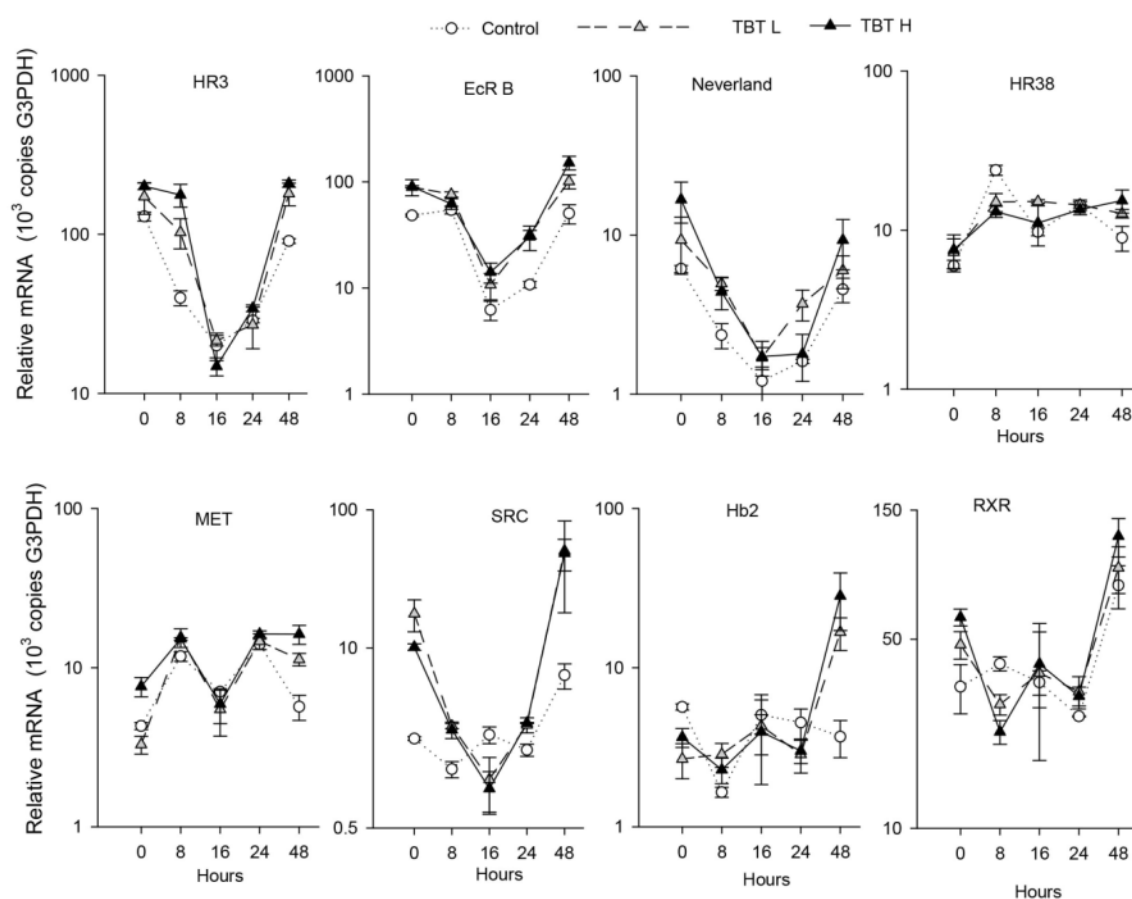 Control TBT L TBT H
Relative mRNA (10³ copies G3PDH)
HR3
1000
100
10
0 8 16 24 48
EcR B
1000
100
10
1
0 8 16 24 48
Neverland
100
10
1
0 8 16 24 48
HR38
100
10
1
0 8 16 24 48
Hours
Relative mRNA (10³ copies G3PDH)
MET
100
10
1
0 8 16 24 48
Hours
SRC
100
10
0.5
0 8 16 24 48
Hours
Hb2
100
10
1
0 8 16 24 48
Hours
RXR
150
50
10
0 8 16 24 48
Hours